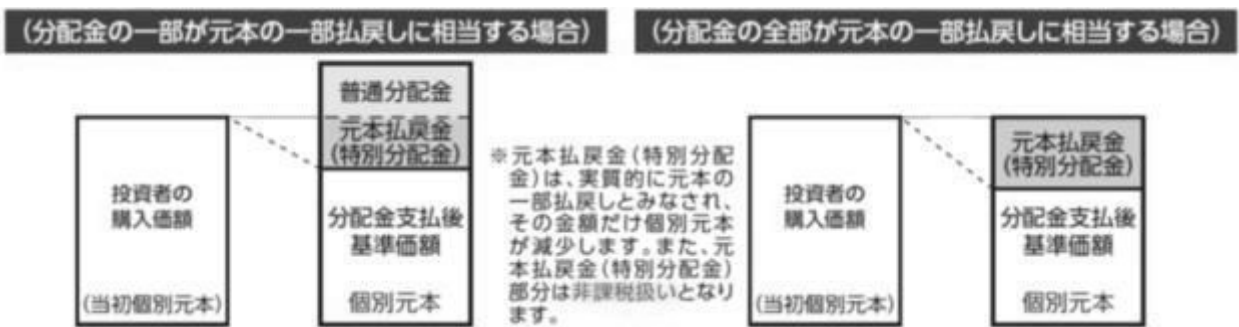 (分配金の一部が元本の一部払戻しに相当する場合)
普通分配金
元本払戻金
(特別分配金)
投資者の
購入価額
(当初個別元本)
分配金支払後
基準価額
個別元本
※元本払戻金(特別分配
金)は、実質的に元本の
一部払戻しとみなされ、
その金額だけ個別元本
が減少します。また、元
本払戻金(特別分配金)
部分は非課税扱いとなり
ます。
(分配金の全部が元本の一部払戻しに相当する場合)
投資者の
購入価額
(当初個別元本)
元本払戻金
(特別分配金)
分配金支払後
基準価額
個別元本